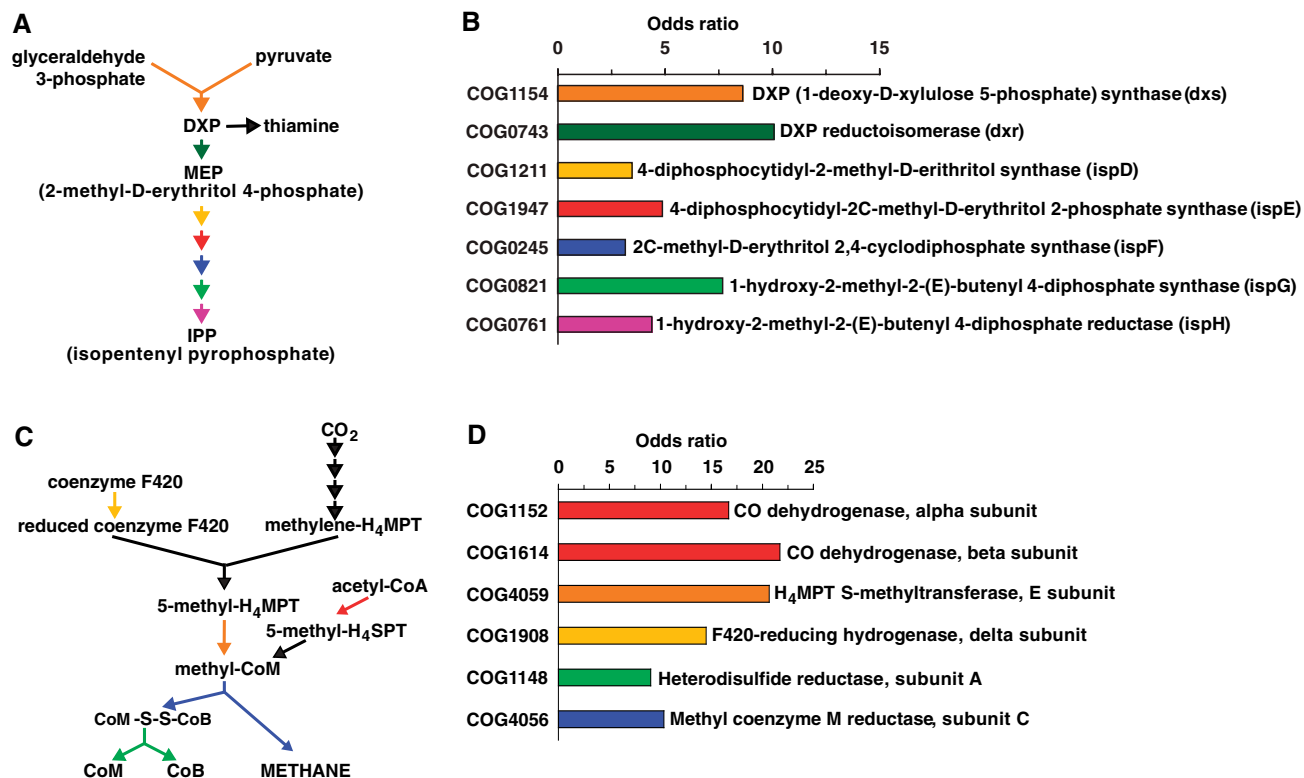 A
glyceraldehyde
3-phosphate
pyruvate
DXP
thiamine
MEP
(2-methyl-D-erythritol 4-phosphate)
IPP
(isopentenyl pyrophosphate)
B
Odds ratio
0 5 10 15
COG1154 DXP (1-deoxy-D-xylulose 5-phosphate) synthase (dxs)
COG0743 DXP reductoisomerase (dxr)
COG1211 4-diphosphocytidyl-2-methyl-D-erithritol synthase (ispD)
COG1947 4-diphosphocytidyl-2C-methyl-D-erythritol 2-phosphate synthase (ispE)
COG0245 2C-methyl-D-erythritol 2,4-cyclodiphosphate synthase (ispF)
COG0821 1-hydroxy-2-methyl-2-(E)-butenyl 4-diphosphate synthase (ispG)
COG0761 1-hydroxy-2-methyl-2-(E)-butenyl 4-diphosphate reductase (ispH)
C
CO2
coenzyme F420
reduced coenzyme F420
methylene-H4MPT
acetyl-CoA
5-methyl-H4MPT
5-methyl-H4SPT
methyl-CoM
CoM -S-S-CoB
CoM CoB METHANE
D
Odds ratio
0 5 10 15 20 25
COG1152 CO dehydrogenase, alpha subunit
COG1614 CO dehydrogenase, beta subunit
COG4059 H4MPT S-methyltransferase, E subunit
COG1908 F420-reducing hydrogenase, delta subunit
COG1148 Heterodisulfide reductase, subunit A
COG4056 Methyl coenzyme M reductase, subunit C